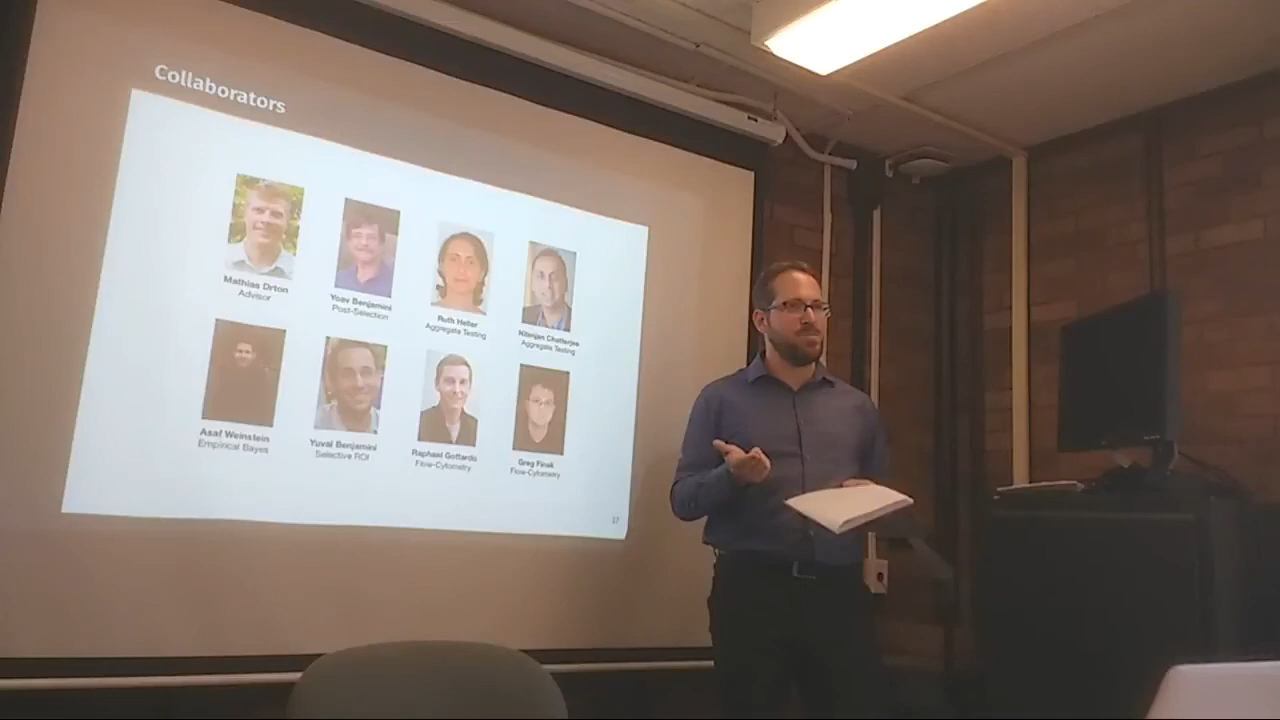 Collaborators
Mathias Drton
Advisor
Yoav Benjamini
Post-Selection
Ruth Heller
Aggregate Testing
Nilanjan Chatterjee
Aggregate Testing
Asaf Weinstein
Empirical Bayes
Yuval Benjamini
Selective ROI
Raphael Gottardo
Flow-Cytometry
Greg Finak
Flow-Cytometry
17